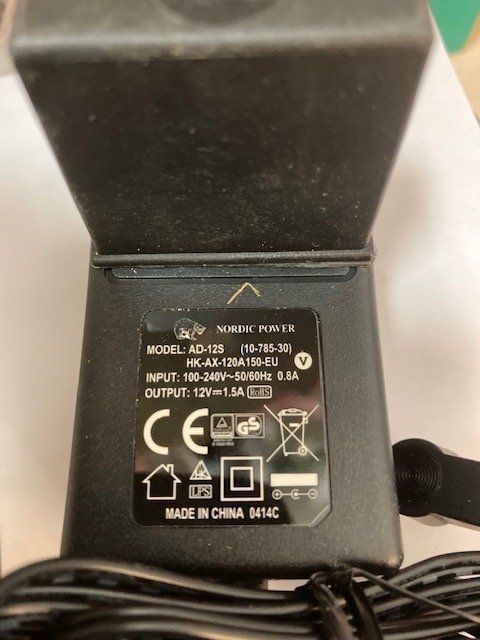 NORDIC POWER
MODEL: AD-12S (10-785-30)
HK-AX-120A150-EU
V
INPUT: 100-240V~50/60Hz 0.8A
OUTPUT: 12V⎓1.5A RoHS
CE GS
LPS
MADE IN CHINA 0414C